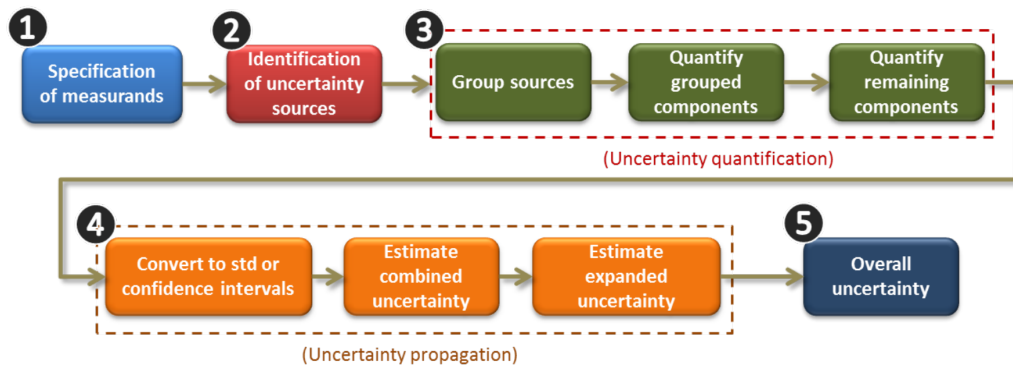 1
Specification
of measurands
2
Identification
of uncertainty
sources
3
Group sources
Quantify
grouped
components
Quantify
remaining
components
(Uncertainty quantification)
4
Convert to std or
confidence intervals
Estimate
combined
uncertainty
Estimate
expanded
uncertainty
(Uncertainty propagation)
5
Overall
uncertainty